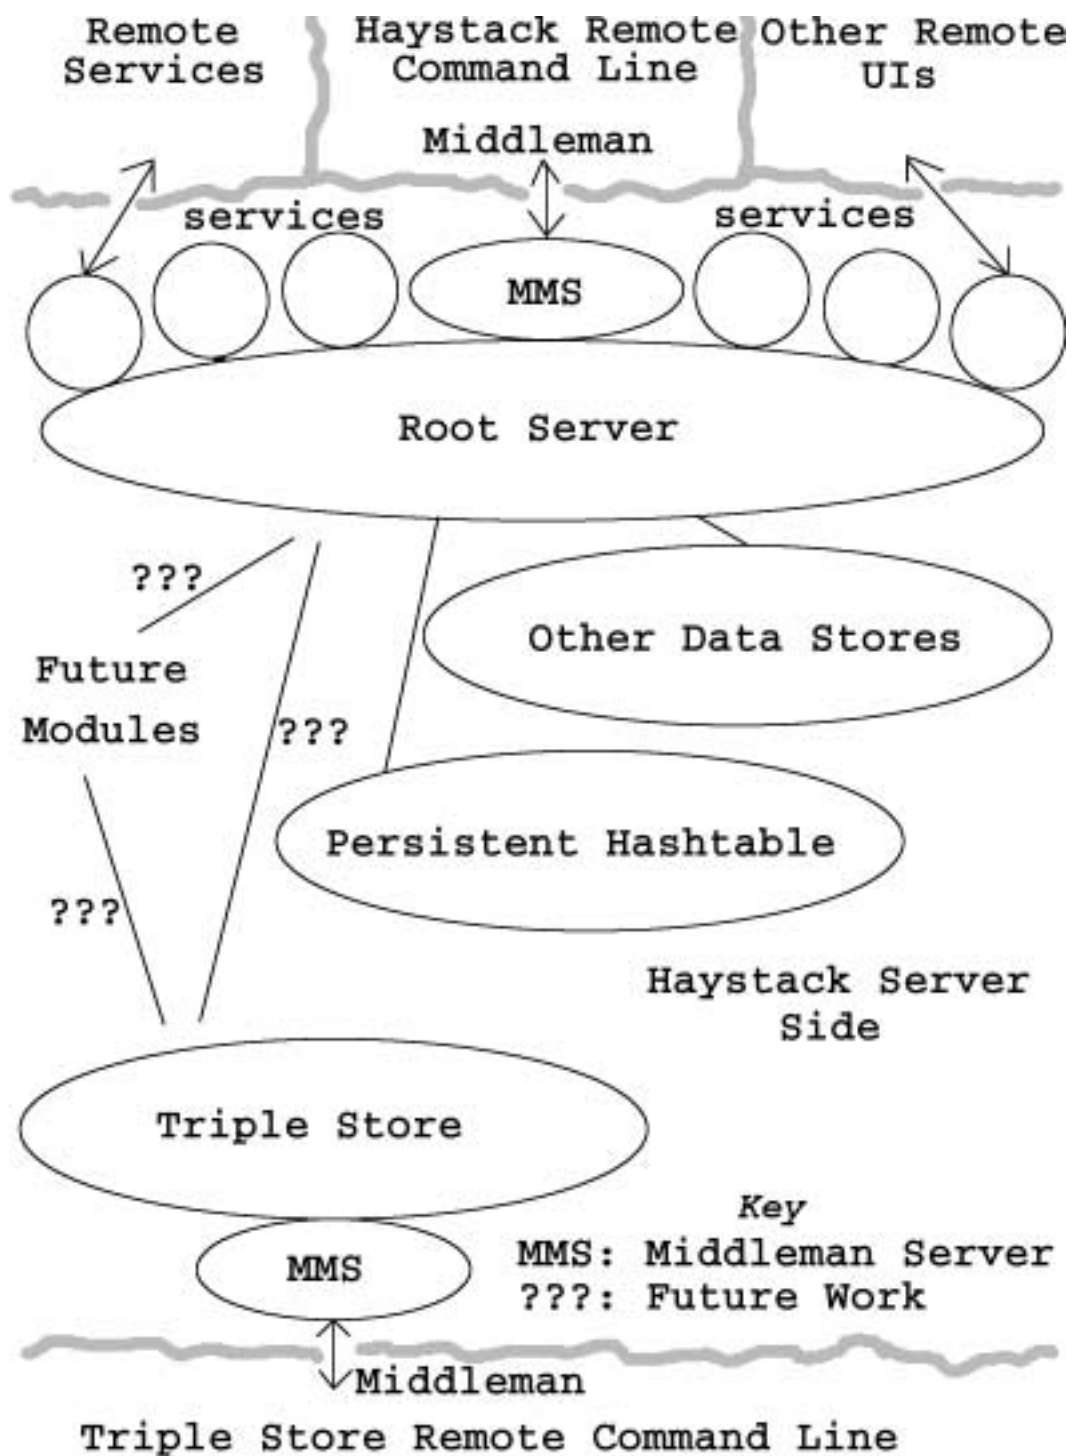 Remote
Services
Haystack Remote
Command Line
Other Remote
UIs
Middleman
services
services
MMS
Root Server
???
Other Data Stores
Future
Modules
???
Persistent Hashtable
???
Haystack Server
Side
Triple Store
Key
MMS: Middleman Server
???: Future Work
MMS
Middleman
Triple Store Remote Command Line